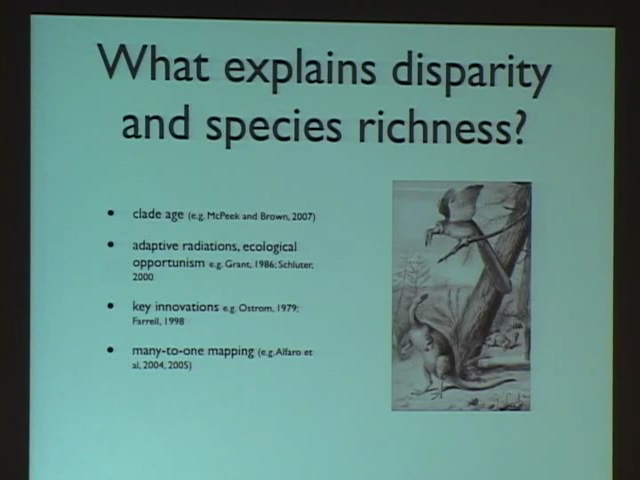 What explains disparity
and species richness?
• clade age (e.g. McPeek and Brown, 2007)
• adaptive radiations, ecological
opportunism e.g. Grant, 1986; Schluter,
2000
• key innovations e.g. Ostrom, 1979;
Farrell, 1998
• many-to-one mapping (e.g. Alfaro et
al, 2004, 2005)